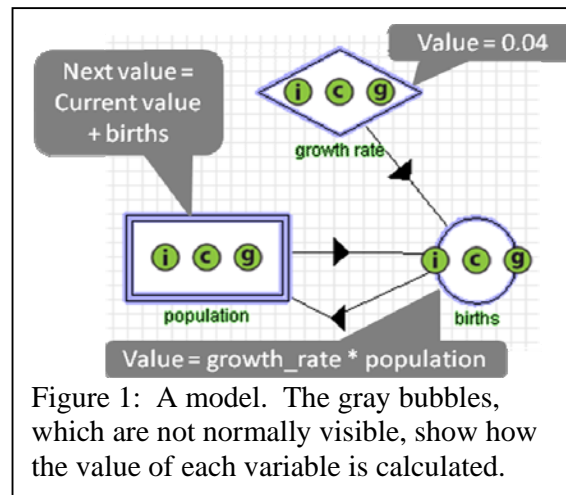 Value = 0.04
Next value =
Current value
+ births
i c g
growth rate
i c g
population
i c g
births
Value = growth_rate * population
Figure 1: A model. The gray bubbles,
which are not normally visible, show how
the value of each variable is calculated.